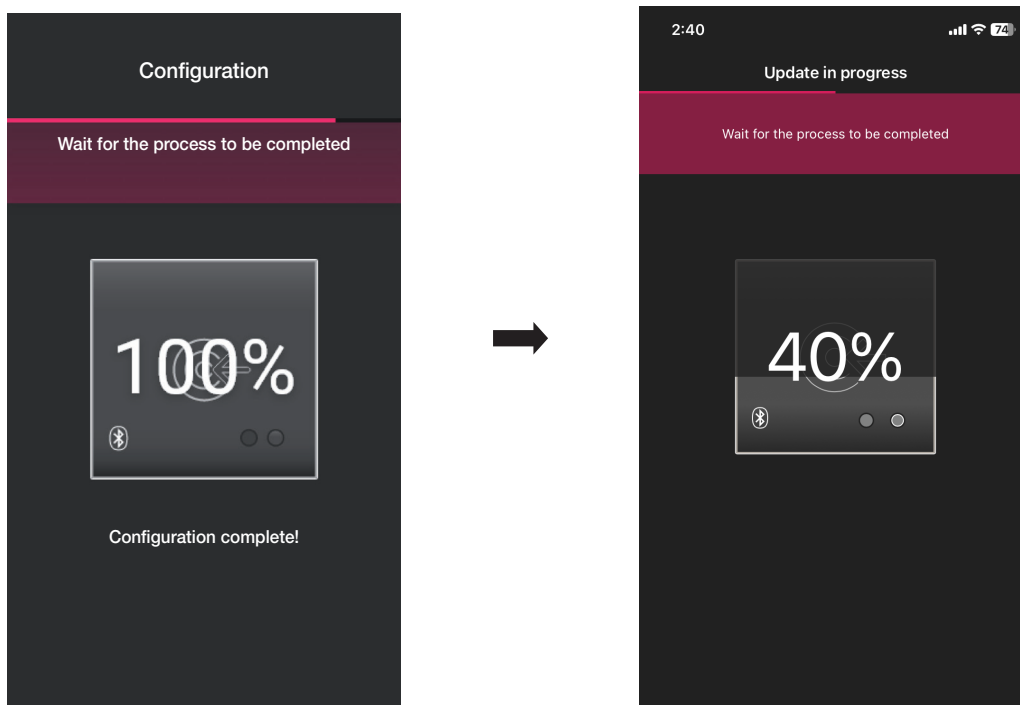 Configuration
Wait for the process to be completed
100%
Configuration complete!
2:40
74
Update in progress
Wait for the process to be completed
40%